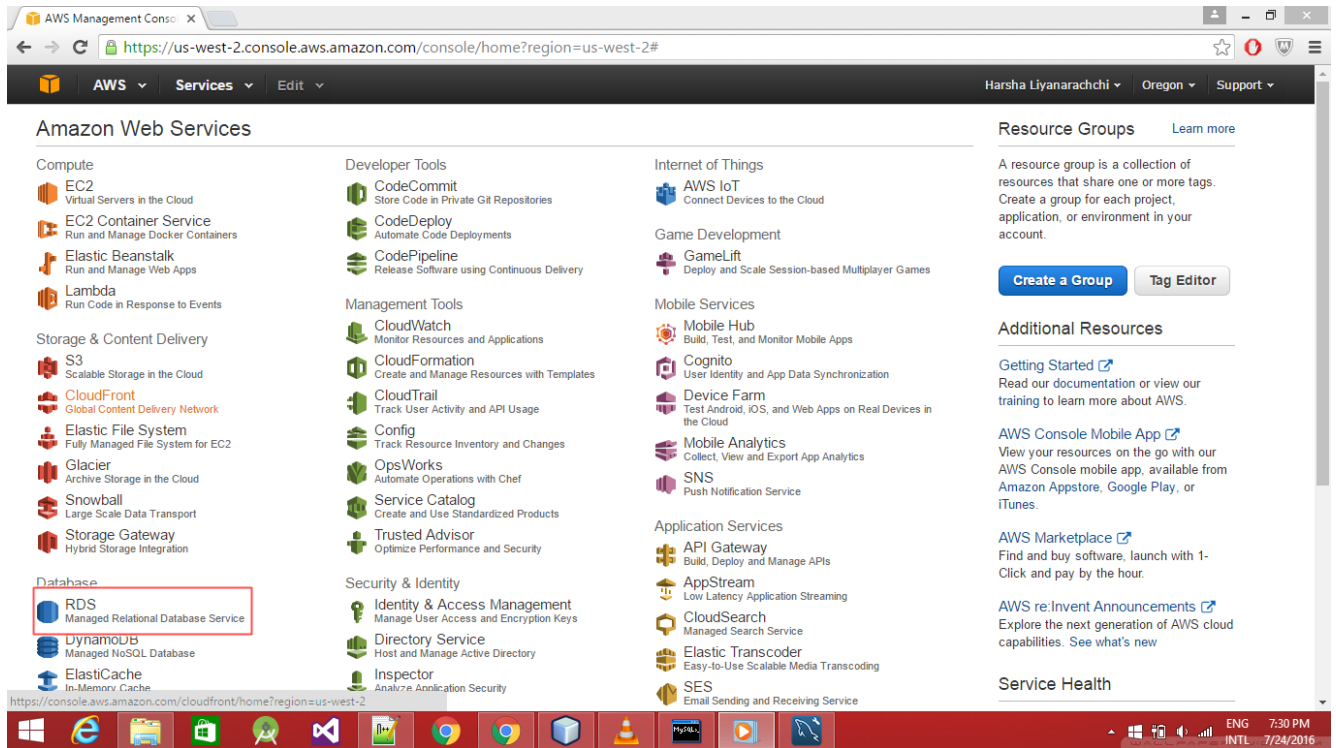 AWS Management Consol
https://us-west-2.console.aws.amazon.com/console/home?region=us-west-2#
AWS Services Edit
Harsha Liyanarachchi Oregon Support
Amazon Web Services
Compute
EC2
Virtual Servers in the Cloud
EC2 Container Service
Run and Manage Docker Containers
Elastic Beanstalk
Run and Manage Web Apps
Lambda
Run Code in Response to Events
Storage & Content Delivery
S3
Scalable Storage in the Cloud
CloudFront
Global Content Delivery Network
Elastic File System
Fully Managed File System for EC2
Glacier
Archive Storage in the Cloud
Snowball
Large Scale Data Transport
Storage Gateway
Hybrid Storage Integration
Database
RDS
Managed Relational Database Service
DynamoDB
Managed NoSQL Database
ElastiCache
In-Memory Cache
Developer Tools
CodeCommit
Store Code in Private Git Repositories
CodeDeploy
Automate Code Deployments
CodePipeline
Release Software using Continuous Delivery
Management Tools
CloudWatch
Monitor Resources and Applications
CloudFormation
Create and Manage Resources with Templates
CloudTrail
Track User Activity and API Usage
Config
Track Resource Inventory and Changes
OpsWorks
Automate Operations with Chef
Service Catalog
Create and Use Standardized Products
Trusted Advisor
Optimize Performance and Security
Security & Identity
Identity & Access Management
Manage User Access and Encryption Keys
Directory Service
Host and Manage Active Directory
Inspector
Analyze Application Security
Internet of Things
AWS IoT
Connect Devices to the Cloud
Game Development
GameLift
Deploy and Scale Session-based Multiplayer Games
Mobile Services
Mobile Hub
Build, Test, and Monitor Mobile Apps
Cognito
User Identity and App Data Synchronization
Device Farm
Test Android, iOS, and Web Apps on Real Devices in
the Cloud
Mobile Analytics
Collect, View and Export App Analytics
SNS
Push Notification Service
Application Services
API Gateway
Build, Deploy and Manage APIs
AppStream
Low Latency Application Streaming
CloudSearch
Managed Search Service
Elastic Transcoder
Easy-to-Use Scalable Media Transcoding
SES
Email Sending and Receiving Service
Resource Groups Learn more
A resource group is a collection of
resources that share one or more tags.
Create a group for each project,
application, or environment in your
account.
Create a Group Tag Editor
Additional Resources
Getting Started
Read our documentation or view our
training to learn more about AWS.
AWS Console Mobile App
View your resources on the go with our
AWS Console mobile app, available from
Amazon Appstore, Google Play, or
iTunes.
AWS Marketplace
Find and buy software, launch with 1-
Click and pay by the hour.
AWS re:Invent Announcements
Explore the next generation of AWS cloud
capabilities. See what's new
Service Health
https://console.aws.amazon.com/cloudfront/home?region=us-west-2
ENG 7:30 PM
INTL 7/24/2016